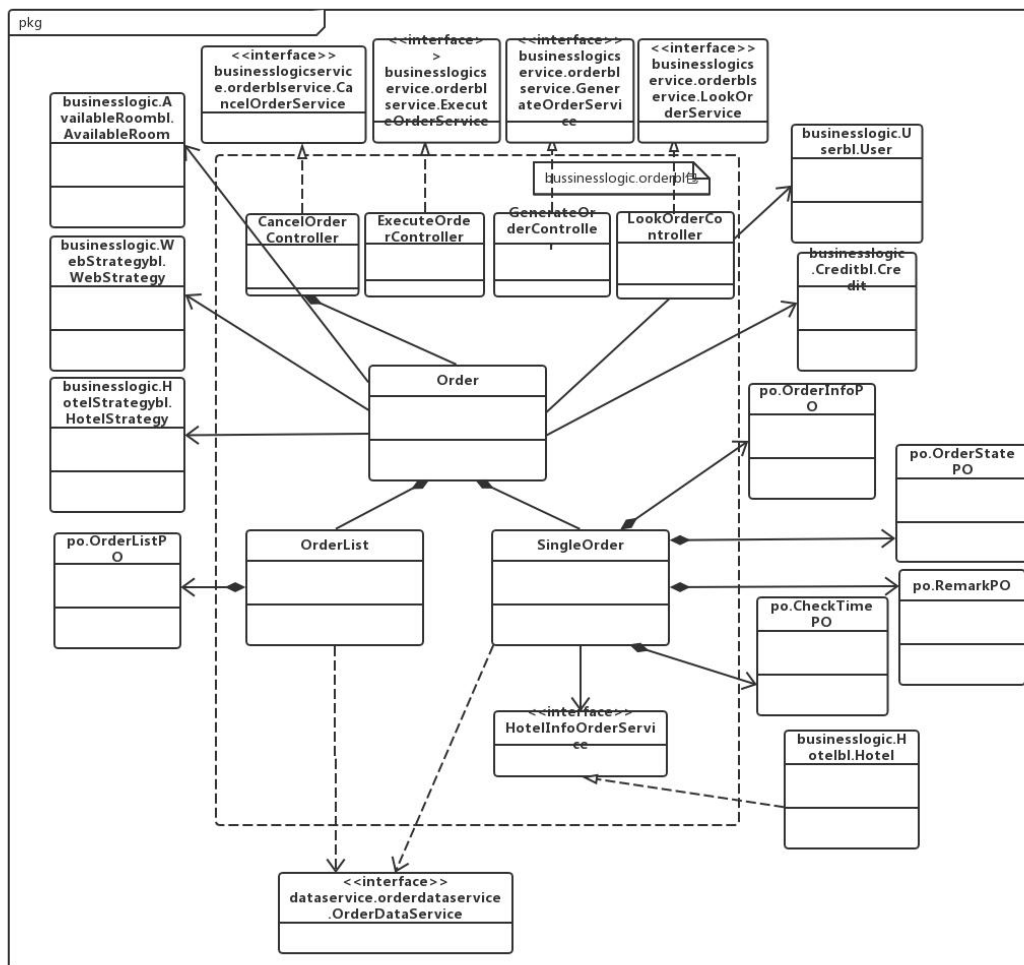 pkg
<<interface>>
businesslogicservic
e.orderblservice.Ca
ncelOrderService
<<interface>
>
businesslogics
ervice.orderbl
service.Execut
eOrderService
<<interface>>
businesslogics
ervice.orderbl
service.Gener
ateOrderServi
ce
<<interface>>
businesslogics
ervice.orderbls
ervice.LookOr
derService
businesslogic.A
vailableRoombl.
AvailableRoom
businesslogic.U
serbl.User
bussinesslogic.orderbl
CancelOrder
Controller
ExecuteOrde
rController
GenerateOr
derControlle
r
LookOrderCo
ntroller
businesslogic.W
ebStrategybl.
WebStrategy
businesslogic
.Creditbl.Cre
dit
Order
businesslogic.H
otelStrategybl.
HotelStrategy
po.OrderInfoP
O
po.OrderState
PO
OrderList
SingleOrder
po.OrderListP
O
po.RemarkPO
po.CheckTime
PO
<<interface>>
HotelInfoOrderServi
ce
businesslogic.H
otelbl.Hotel
<<interface>>
dataservice.orderdataservice
.OrderDataService